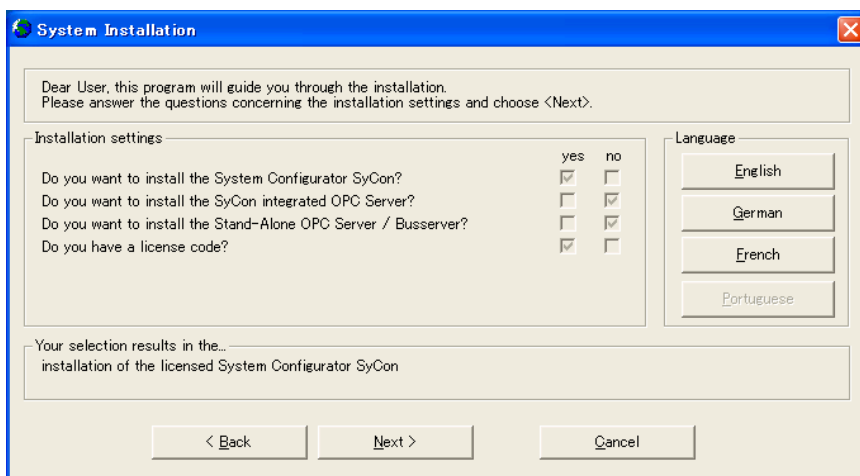 System Installation
Dear User, this program will guide you through the installation.
Please answer the questions concerning the installation settings and choose <Next>.
Installation settings
yes no
Do you want to install the System Configurator SyCon?
Do you want to install the SyCon integrated OPC Server?
Do you want to install the Stand-Alone OPC Server / Busserver?
Do you have a license code?
Language
English
German
French
Portuguese
Your selection results in the...
installation of the licensed System Configurator SyCon
< Back
Next >
Cancel